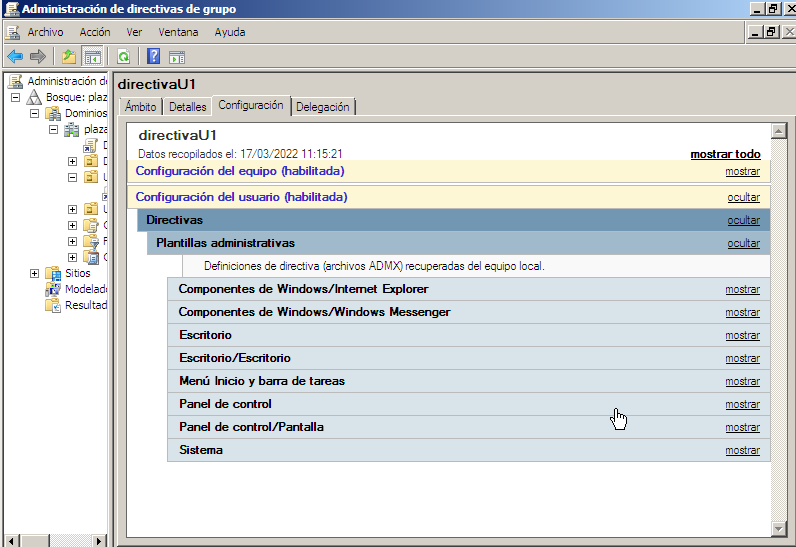 Administración de directivas de grupo
Archivo Acción Ver Ventana Ayuda
Administración de
Bosque: plaz
Dominios
plaza
D
D
U
U
G
F
G
Sitios
Modelado
Resultad
directivaU1
Ámbito Detalles Configuración Delegación
directivaU1
Datos recopilados el: 17/03/2022 11:15:21 mostrar todo
Configuración del equipo (habilitada) mostrar
Configuración del usuario (habilitada) ocultar
Directivas ocultar
Plantillas administrativas ocultar
Definiciones de directiva (archivos ADMX) recuperadas del equipo local.
Componentes de Windows/Internet Explorer mostrar
Componentes de Windows/Windows Messenger mostrar
Escritorio mostrar
Escritorio/Escritorio mostrar
Menú Inicio y barra de tareas mostrar
Panel de control mostrar
Panel de control/Pantalla mostrar
Sistema mostrar